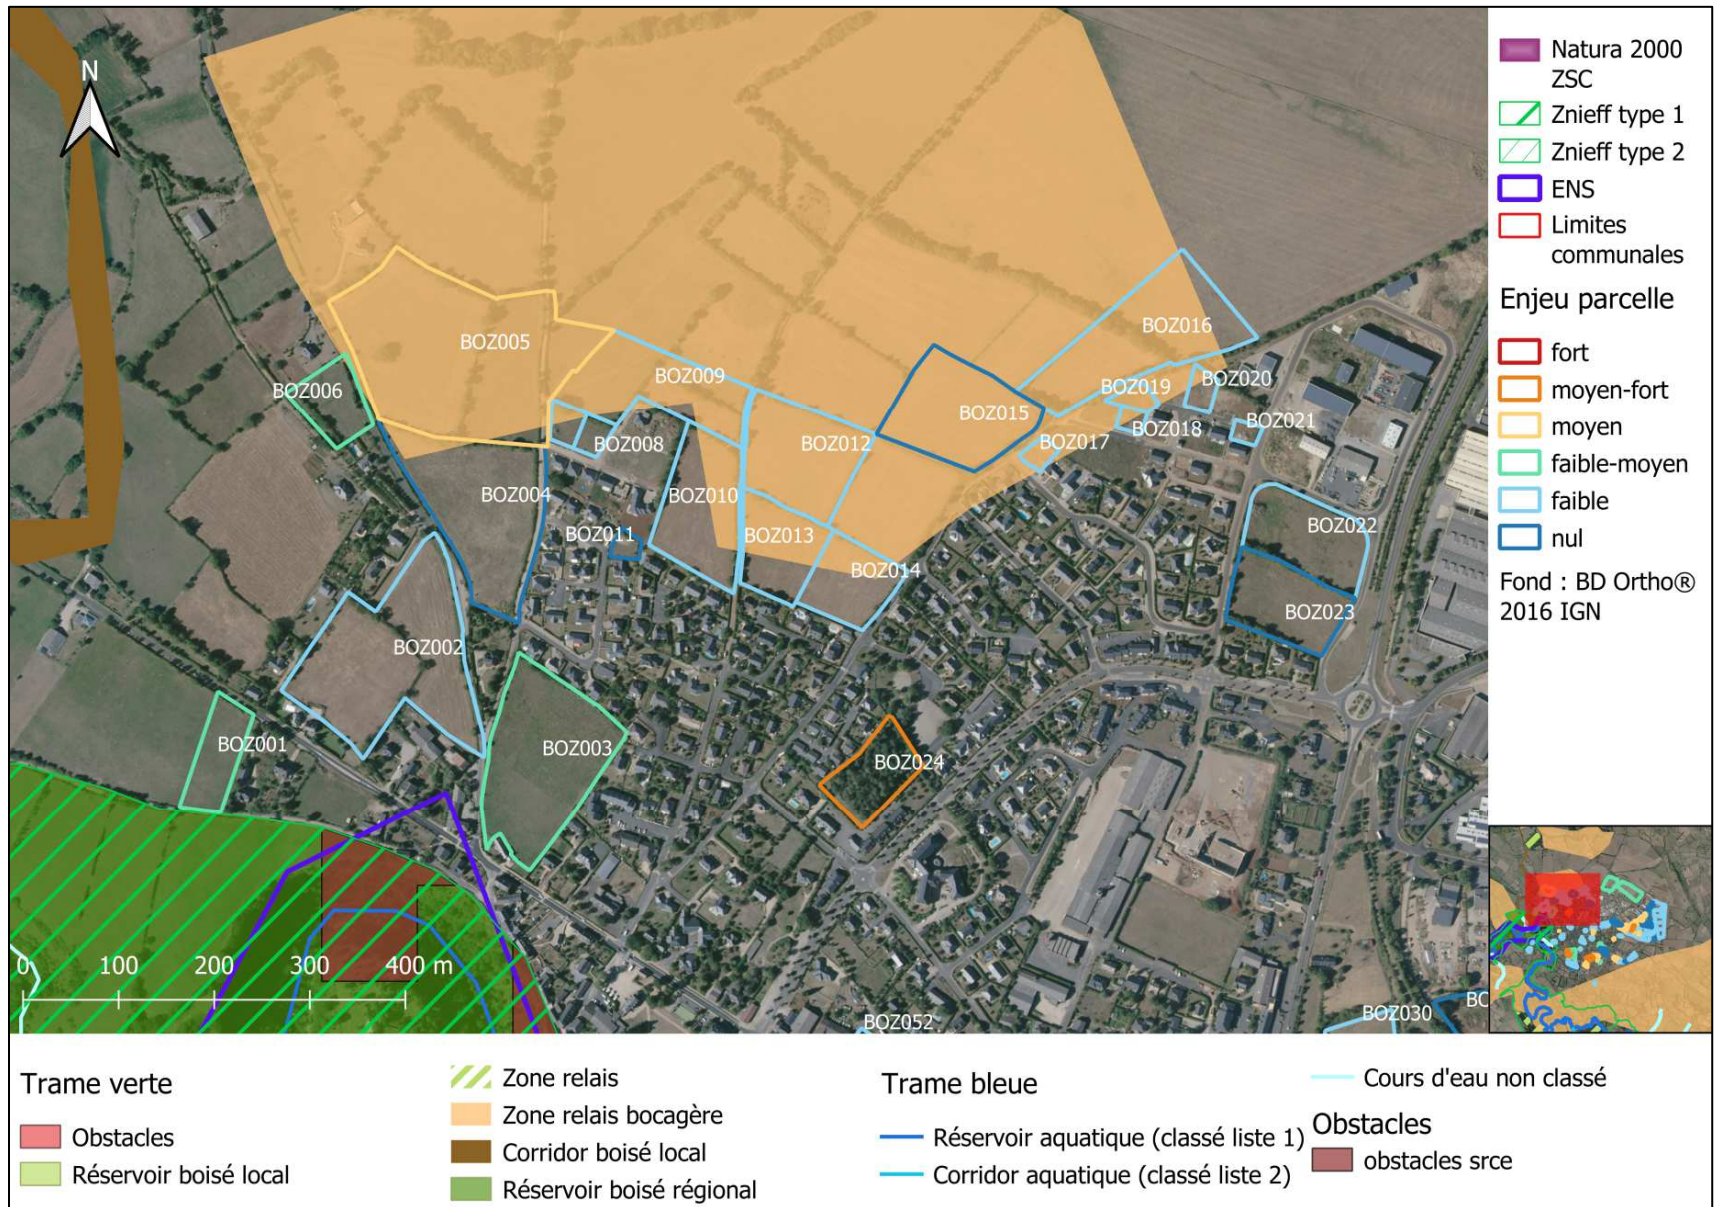 N
BOZ005
BOZ006
BOZ009
BOZ016
BOZ019
BOZ020
BOZ015
BOZ021
BOZ018
BOZ017
BOZ008
BOZ012
BOZ004
BOZ010
BOZ011
BOZ013
BOZ022
BOZ014
BOZ023
BOZ002
BOZ001
BOZ003
BOZ024
0 100 200 300 400 m
BOZ052
BOZ030
BO
Natura 2000
ZSC
Znieff type 1
Znieff type 2
ENS
Limites
communales
Enjeu parcelle
fort
moyen-fort
moyen
faible-moyen
faible
nul
Fond : BD Ortho®
2016 IGN
Trame verte
Obstacles
Réservoir boisé local
Zone relais
Zone relais bocagère
Corridor boisé local
Réservoir boisé régional
Trame bleue
Réservoir aquatique (classé liste 1)
Corridor aquatique (classé liste 2)
Cours d'eau non classé
Obstacles
obstacles srce